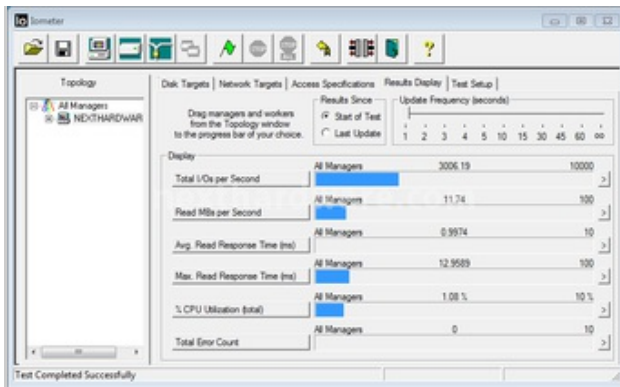 Iometer
Topology
All Managers
NEXTHARDWAR
Disk Targets Network Targets Access Specifications Results Display Test Setup
Drag managers and workers
from the Topology window
to the progress bar of your choice.
Results Since
Start of Test
Last Update
Update Frequency (seconds)
1 2 3 4 5 10 15 30 45 60 ∞
Display
All Managers 3006.19 10000
Total I/Os per Second
All Managers 11.74 100
Read MBs per Second
All Managers 0.9974 10
Avg. Read Response Time (ms)
All Managers 12.9589 100
Max. Read Response Time (ms)
All Managers 1.08 % 10 %
% CPU Utilization (total)
All Managers 0 10
Total Error Count
Test Completed Successfully